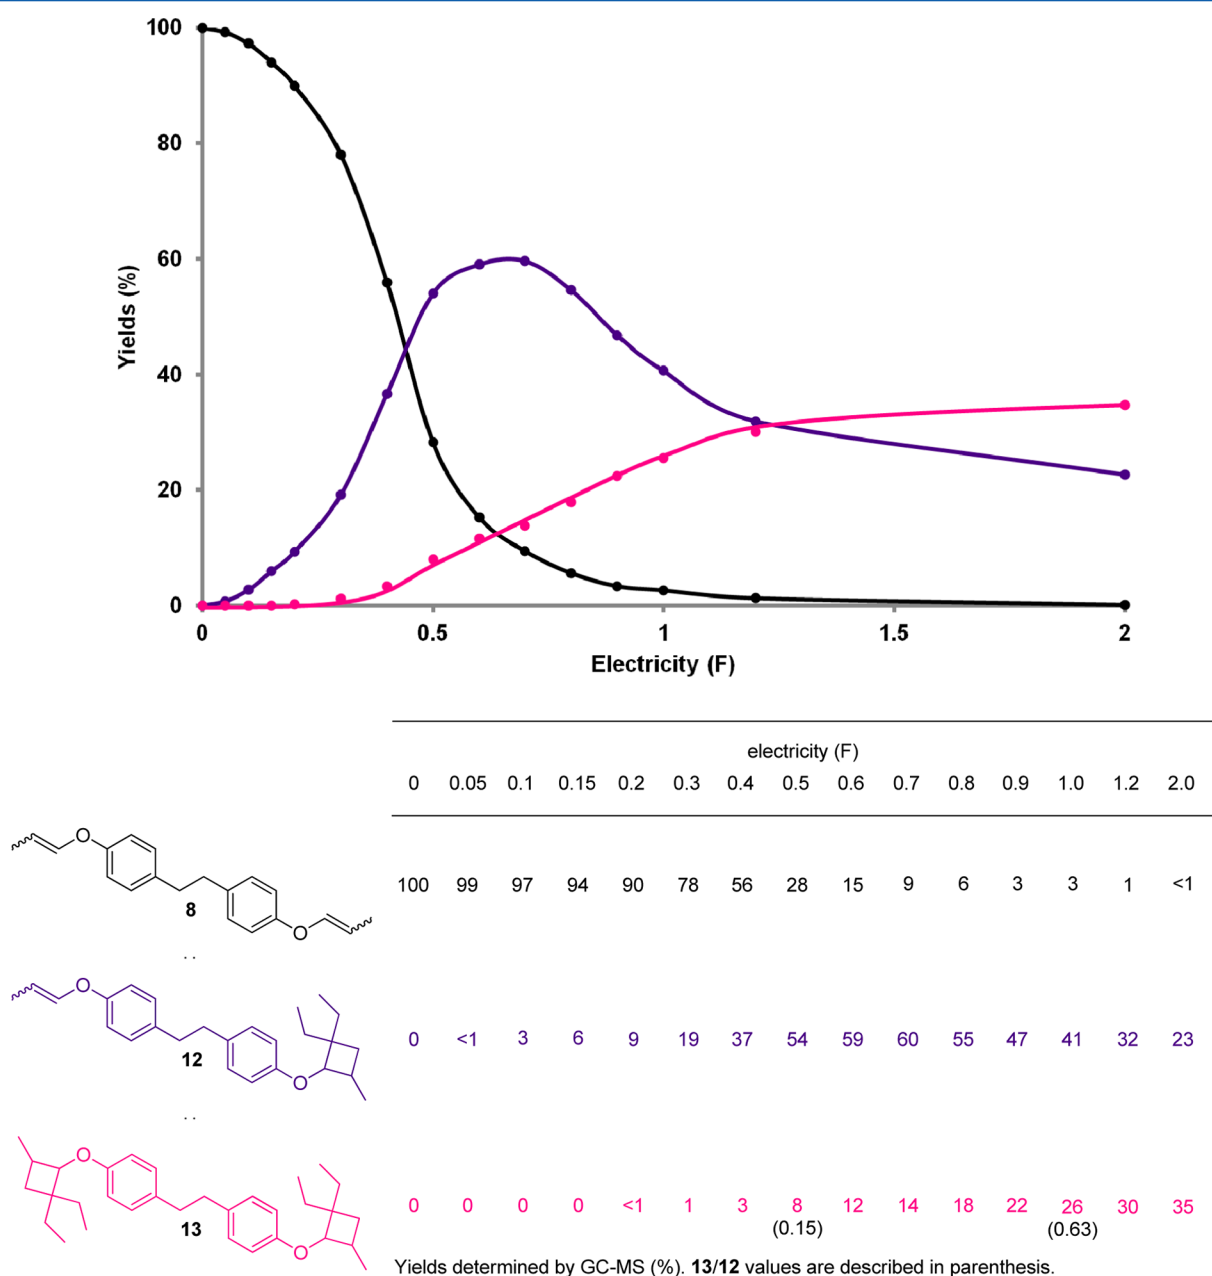 100
80
60
40
20
0
Yields (%)
0 0.5 1 1.5 2
Electricity (F)
electricity (F)
0 0.05 0.1 0.15 0.2 0.3 0.4 0.5 0.6 0.7 0.8 0.9 1.0 1.2 2.0
O
100 99 97 94 90 78 56 28 15 9 6 3 3 1 <1
8
O
O
0 <1 3 6 9 19 37 54 59 60 55 47 41 32 23
12
O
O
0 0 0 0 <1 1 3 8 12 14 18 22 26 30 35
13
(0.15) (0.63)
O
Yields determined by GC-MS (%). 13/12 values are described in parenthesis.